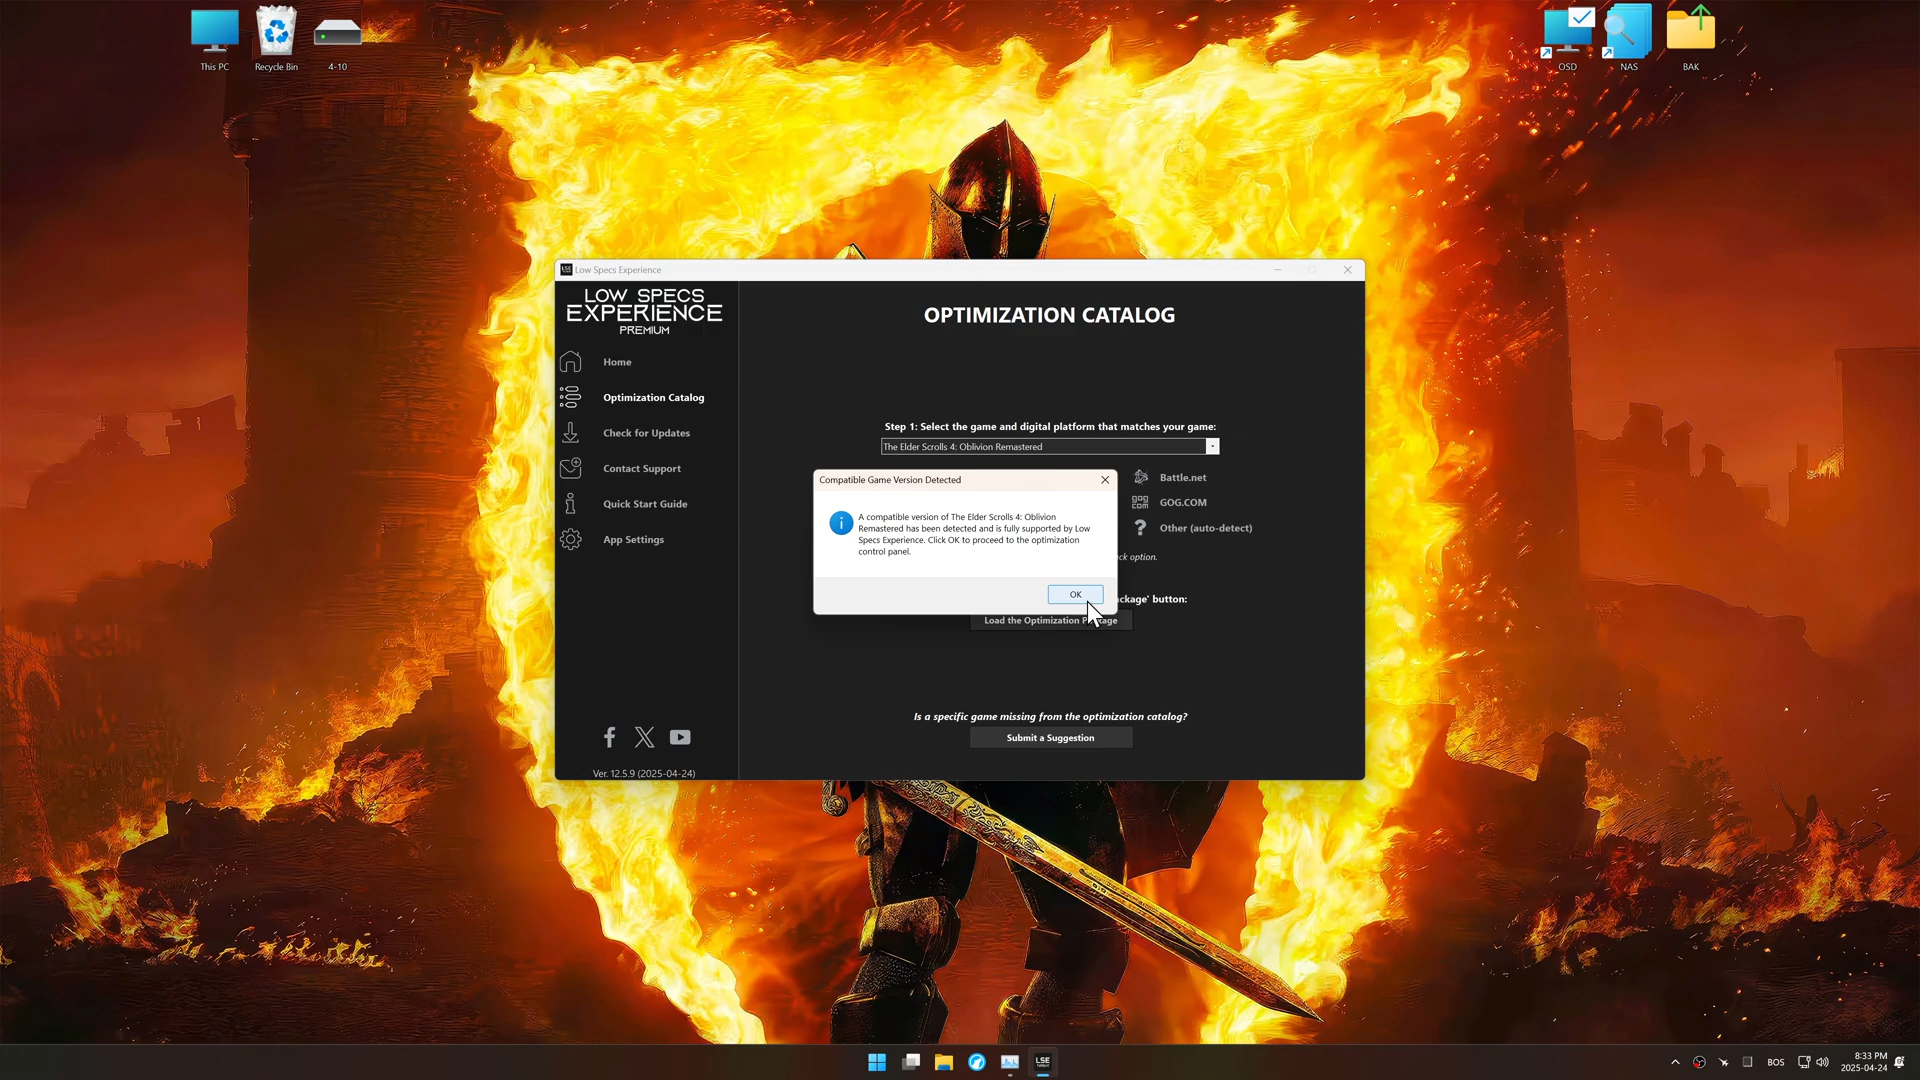 This PC
Recycle Bin
4-10
OSD
NAS
BAK
LSE
Low Specs Experience
LOW SPECS
EXPERIENCE
PREMIUM
Home
Optimization Catalog
Check for Updates
Contact Support
Quick Start Guide
App Settings
Ver. 12.5.9 (2025-04-24)
OPTIMIZATION CATALOG
Step 1: Select the game and digital platform that matches your game:
The Elder Scrolls 4: Oblivion Remastered
Battle.net
GOG.COM
Other (auto-detect)
ck option.
ckage' button:
Load the Optimization P age
Is a specific game missing from the optimization catalog?
Submit a Suggestion
Compatible Game Version Detected
A compatible version of The Elder Scrolls 4: Oblivion
Remastered has been detected and is fully supported by Low
Specs Experience. Click OK to proceed to the optimization
control panel.
OK
LSE
BOS
8:33 PM
2025-04-24